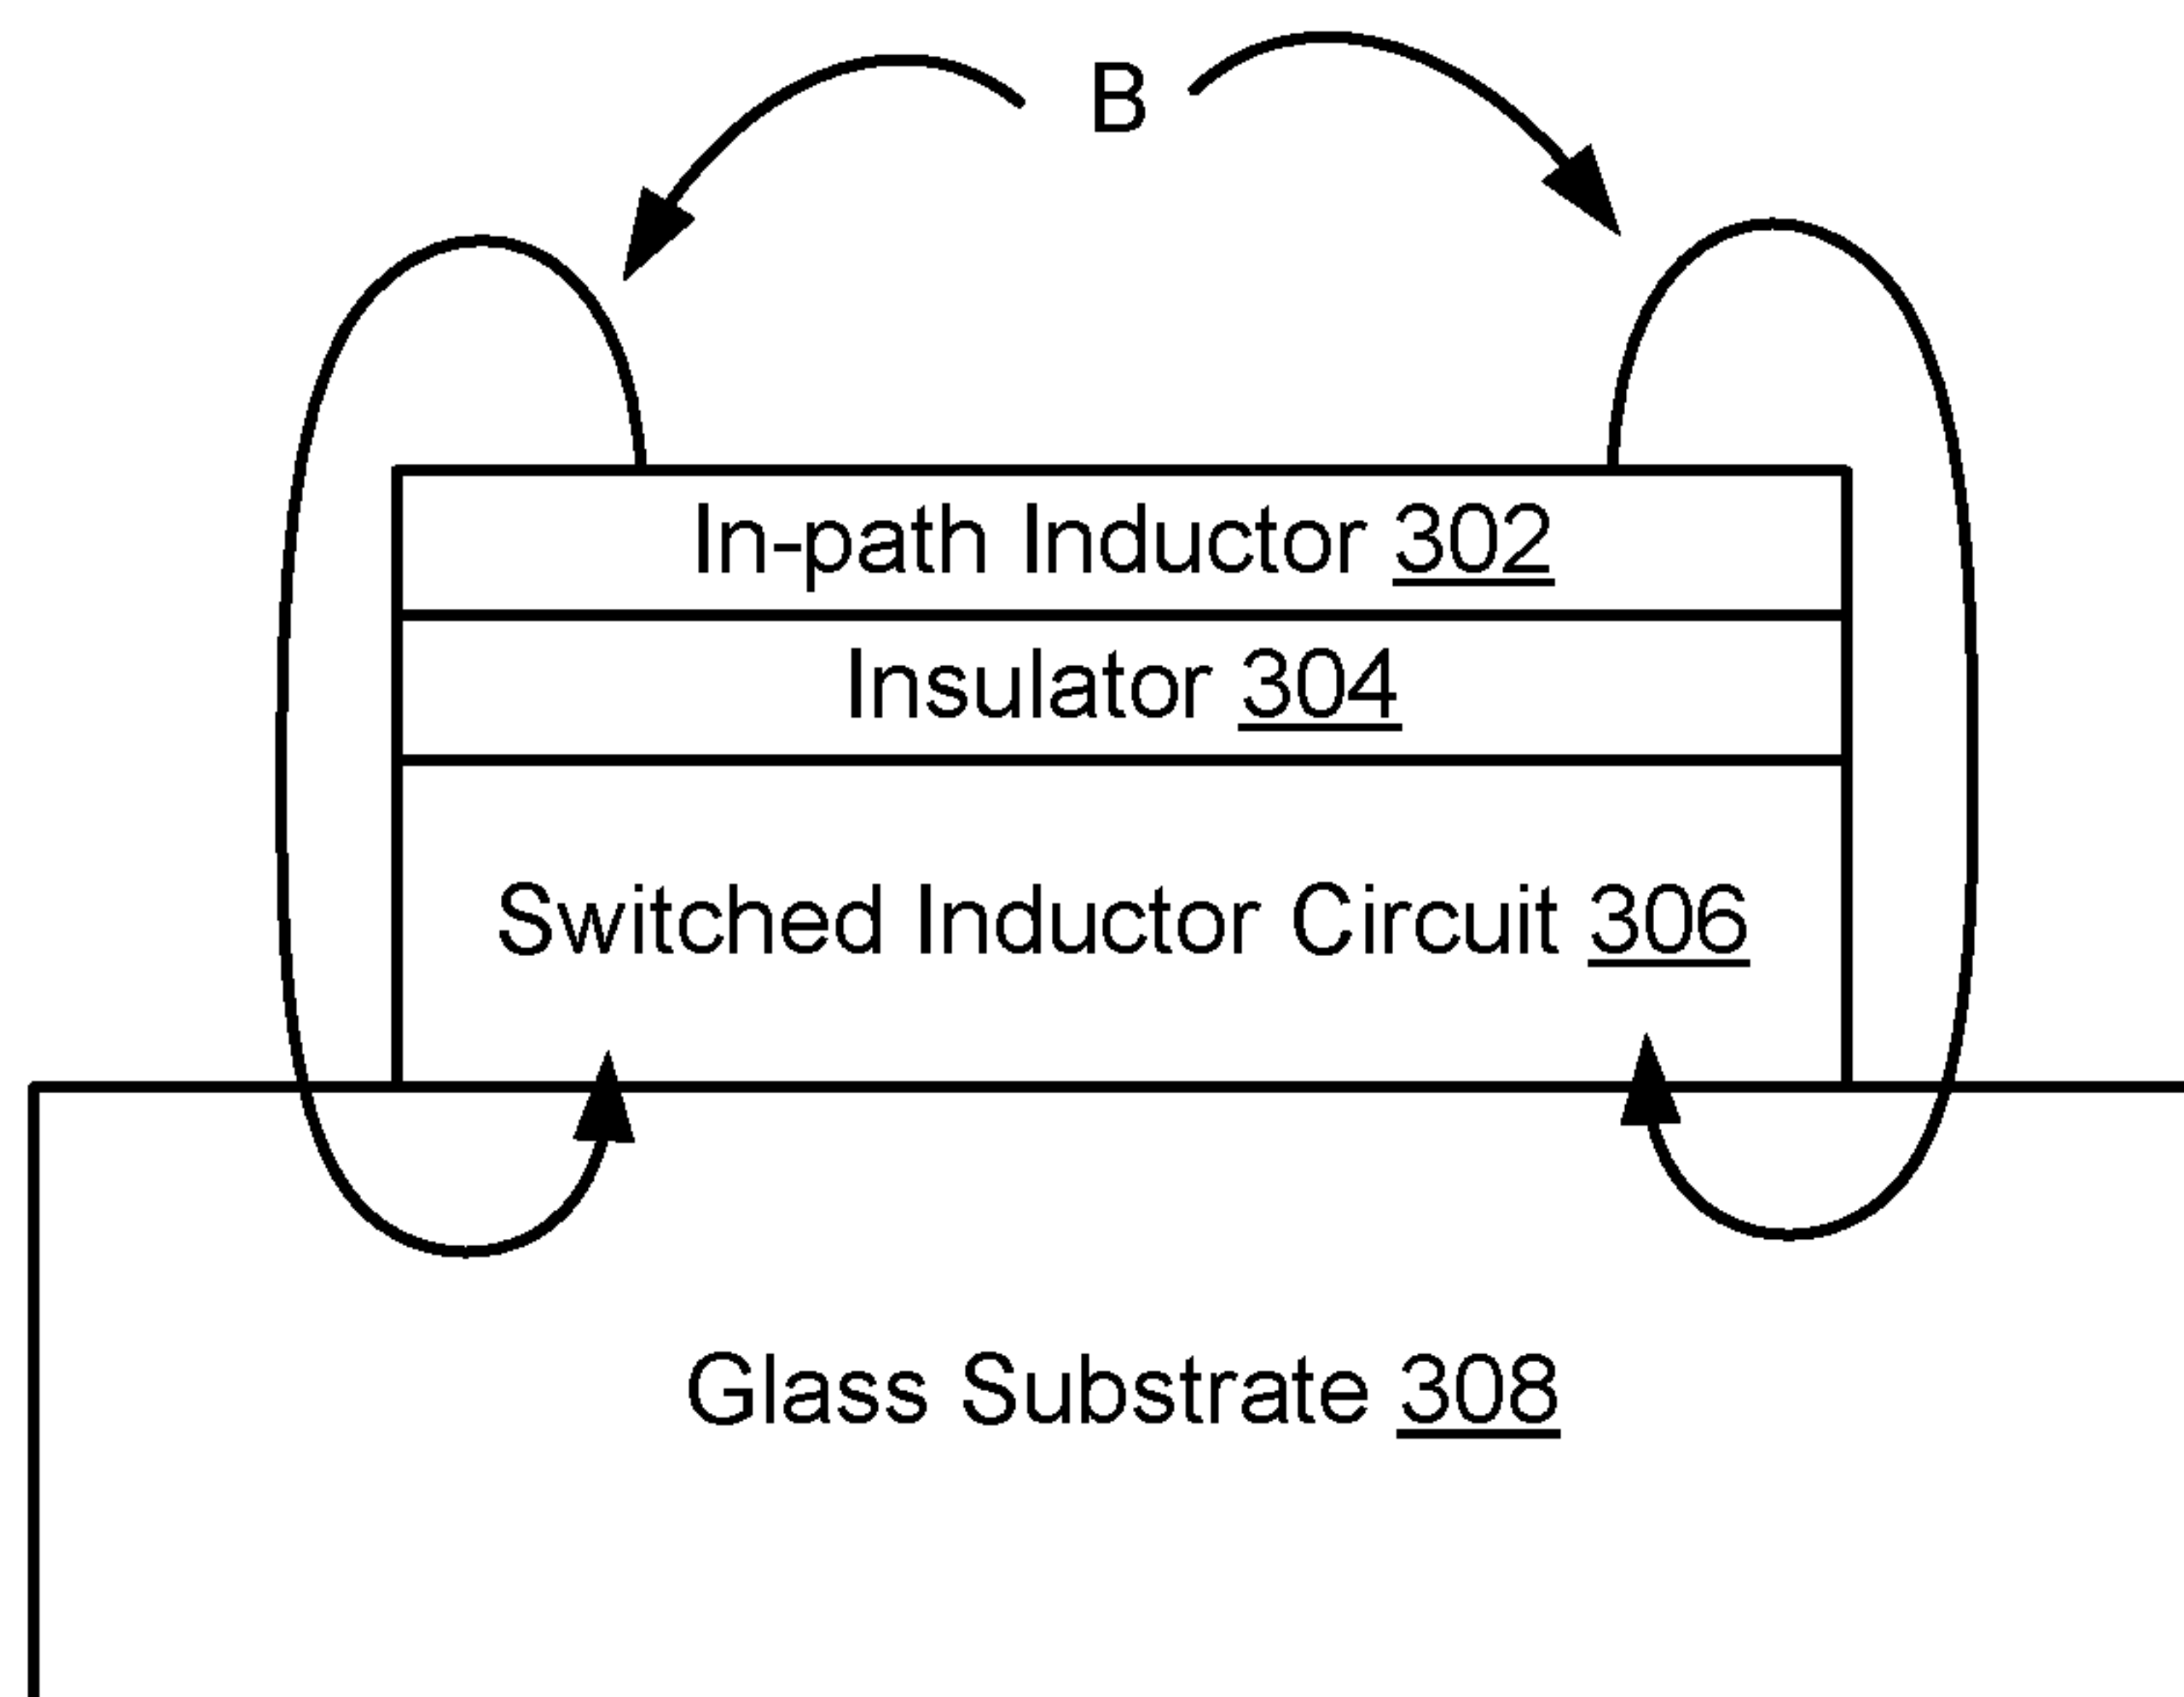 B
In-path Inductor 302
Insulator 304
Switched Inductor Circuit 306
Glass Substrate 308